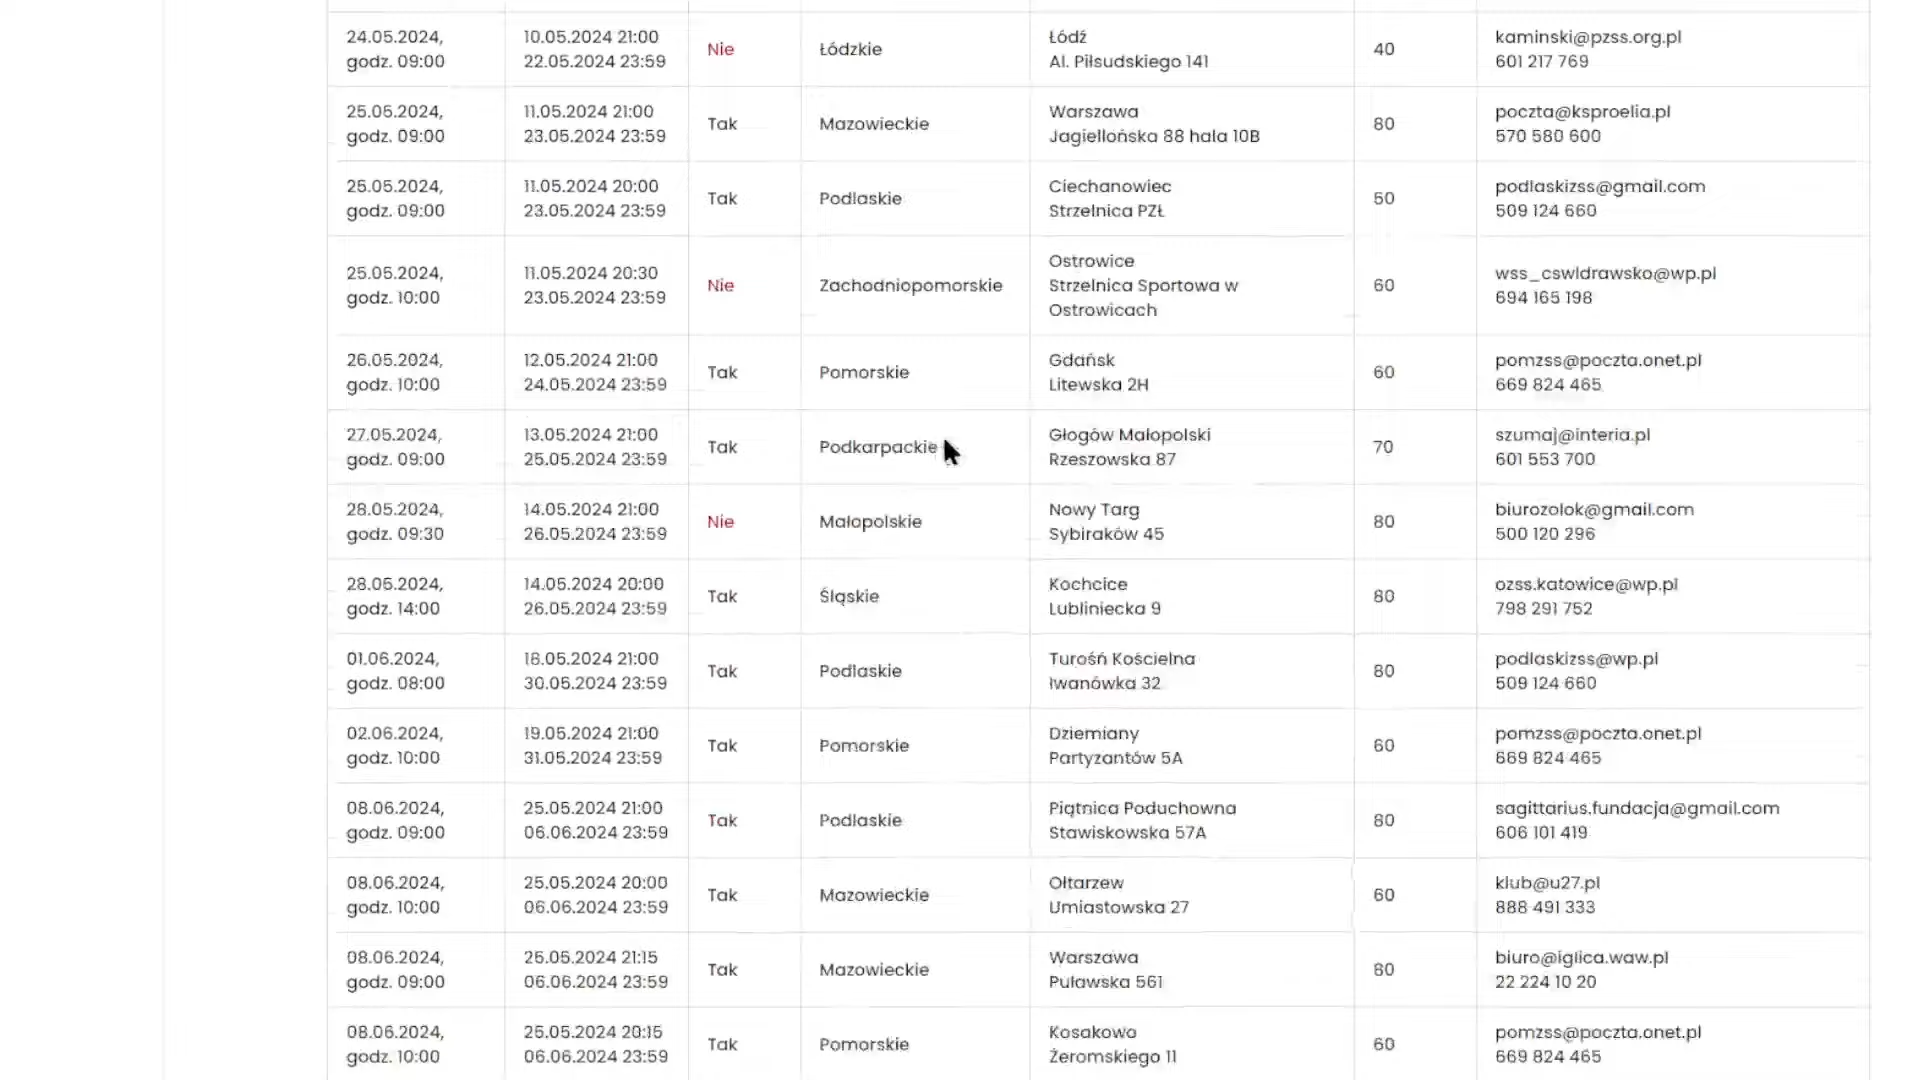 24.05.2024,
godz. 09:00
10.05.2024 21:00
22.05.2024 23:59
Nie
Łódzkie
Łódź
Al. Piłsudskiego 141
40
kaminski@pzss.org.pl
601 217 769
25.05.2024,
godz. 09:00
11.05.2024 21:00
23.05.2024 23:59
Tak
Mazowieckie
Warszawa
Jagiellońska 88 hala 10B
80
poczta@ksproelia.pl
570 580 600
25.05.2024,
godz. 09:00
11.05.2024 20:00
23.05.2024 23:59
Tak
Podlaskie
Ciechanowiec
Strzelnica PZŁ
50
podlaskizss@gmail.com
509 124 660
25.05.2024,
godz. 10:00
11.05.2024 20:30
23.05.2024 23:59
Nie
Zachodniopomorskie
Ostrowice
Strzelnica Sportowa w
Ostrowicach
60
wss_cswldrawsko@wp.pl
694 165 198
26.05.2024,
godz. 10:00
12.05.2024 21:00
24.05.2024 23:59
Tak
Pomorskie
Gdańsk
Litewska 2H
60
pomzss@poczta.onet.pl
669 824 465
27.05.2024,
godz. 09:00
13.05.2024 21:00
25.05.2024 23:59
Tak
Podkarpackie
Głogów Małopolski
Rzeszowska 87
70
szumaj@interia.pl
601 553 700
28.05.2024,
godz. 09:30
14.05.2024 21:00
26.05.2024 23:59
Nie
Małopolskie
Nowy Targ
Sybiraków 45
80
biurozolok@gmail.com
500 120 296
28.05.2024,
godz. 14:00
14.05.2024 20:00
26.05.2024 23:59
Tak
Śląskie
Kochcice
Lubliniecka 9
80
ozss.katowice@wp.pl
798 291 752
01.06.2024,
godz. 08:00
18.05.2024 21:00
30.05.2024 23:59
Tak
Podlaskie
Turośń Kościelna
Iwanówka 32
80
podlaskizss@wp.pl
509 124 660
02.06.2024,
godz. 10:00
19.05.2024 21:00
31.05.2024 23:59
Tak
Pomorskie
Dziemiany
Partyzantów 5A
60
pomzss@poczta.onet.pl
669 824 465
08.06.2024,
godz. 09:00
25.05.2024 21:00
06.06.2024 23:59
Tak
Podlaskie
Piątnica Poduchowna
Stawiskowska 57A
80
sagittarius.fundacja@gmail.com
606 101 419
08.06.2024,
godz. 10:00
25.05.2024 20:00
06.06.2024 23:59
Tak
Mazowieckie
Ołtarzew
Umiastowska 27
60
klub@u27.pl
888 491 333
08.06.2024,
godz. 09:00
25.05.2024 21:15
06.06.2024 23:59
Tak
Mazowieckie
Warszawa
Puławska 561
80
biuro@iglica.waw.pl
22 224 10 20
08.06.2024,
godz. 10:00
25.05.2024 20:15
06.06.2024 23:59
Tak
Pomorskie
Kosakowo
Żeromskiego 11
60
pomzss@poczta.onet.pl
669 824 465